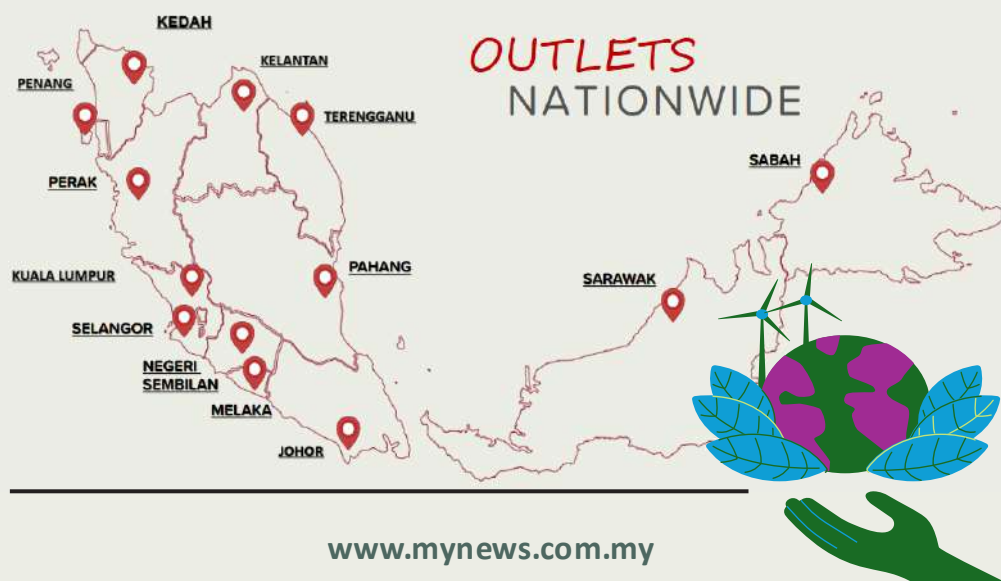 KEDAH
OUTLETS
NATIONWIDE
KELANTAN
PENANG
TERENGGANU
SABAH
PERAK
PAHANG
KUALA LUMPUR
SARAWAK
SELANGOR
NEGERI
SEMBILAN
MELAKA
JOHOR
www.mynews.com.my